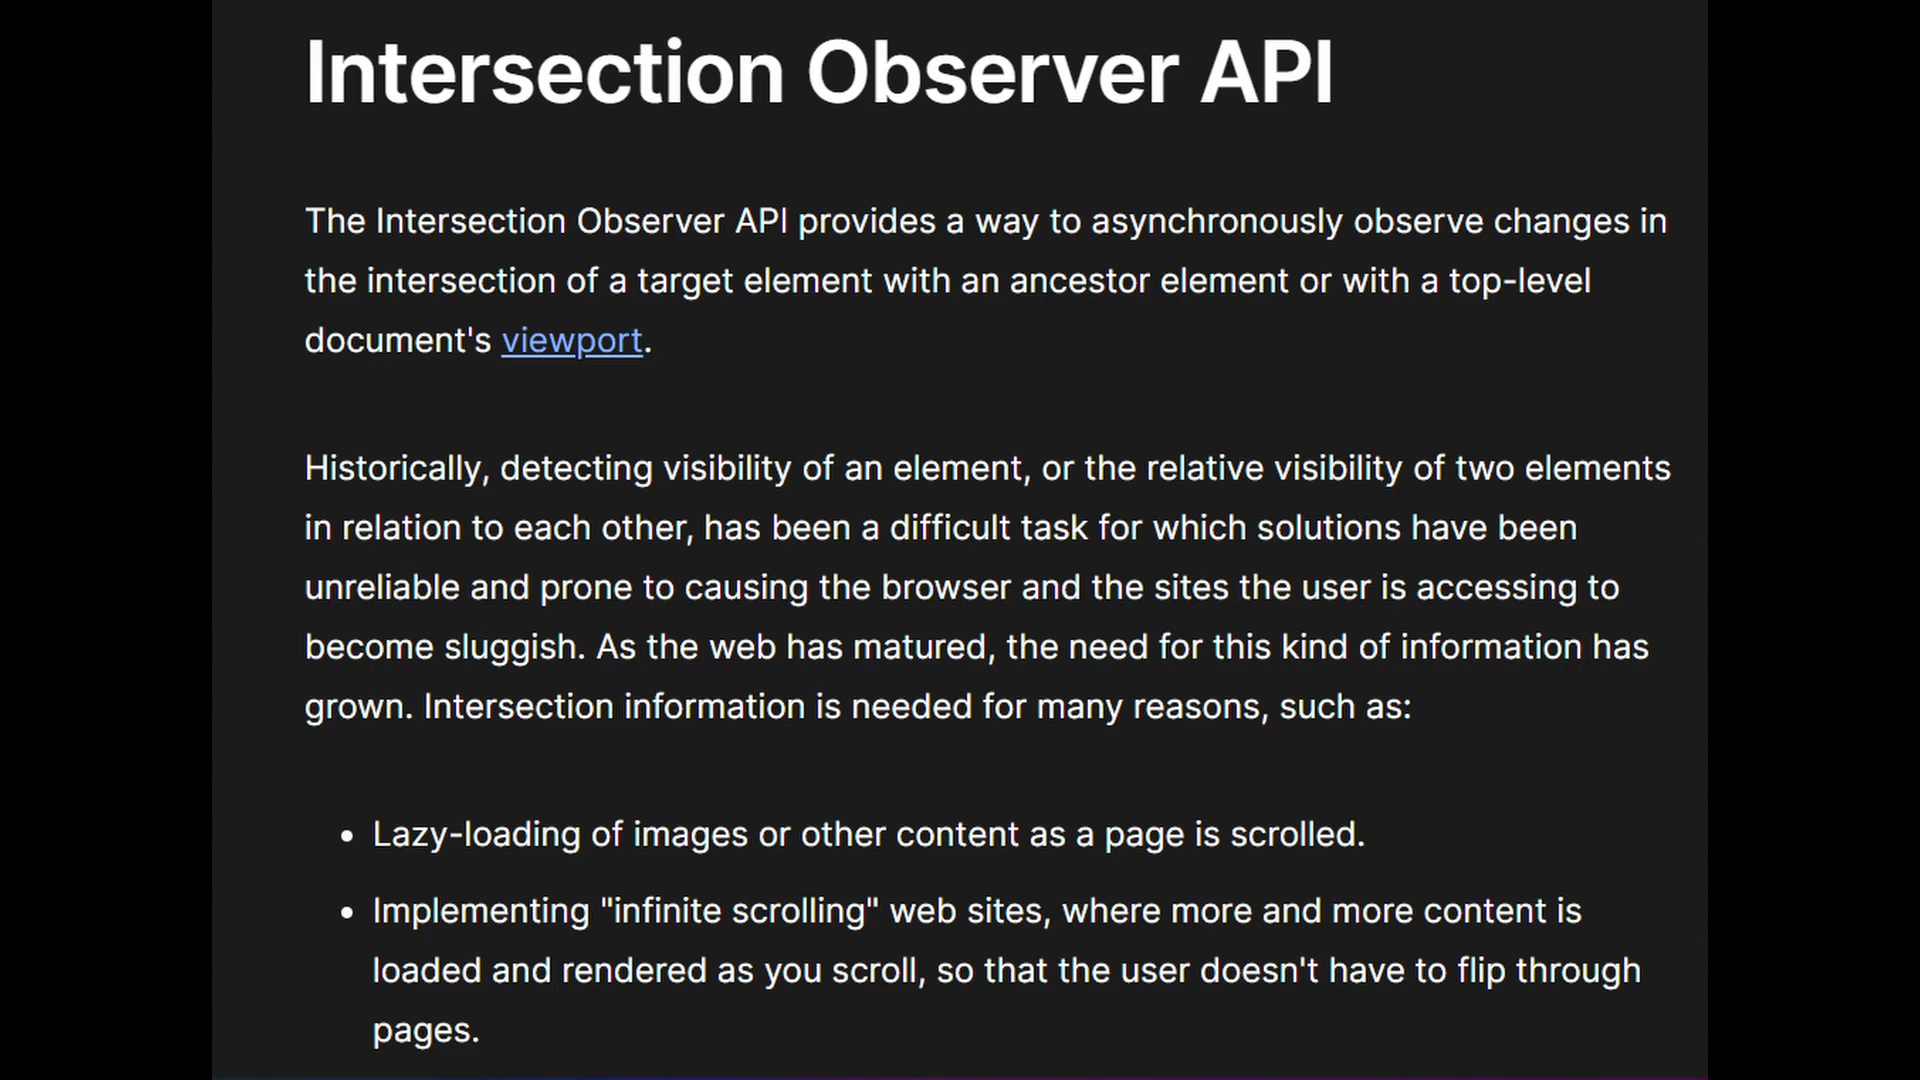 Intersection Observer API
The Intersection Observer API provides a way to asynchronously observe changes in
the intersection of a target element with an ancestor element or with a top-level
document's viewport.
Historically, detecting visibility of an element, or the relative visibility of two elements
in relation to each other, has been a difficult task for which solutions have been
unreliable and prone to causing the browser and the sites the user is accessing to
become sluggish. As the web has matured, the need for this kind of information has
grown. Intersection information is needed for many reasons, such as:
• Lazy-loading of images or other content as a page is scrolled.
• Implementing "infinite scrolling" web sites, where more and more content is
loaded and rendered as you scroll, so that the user doesn't have to flip through
pages.